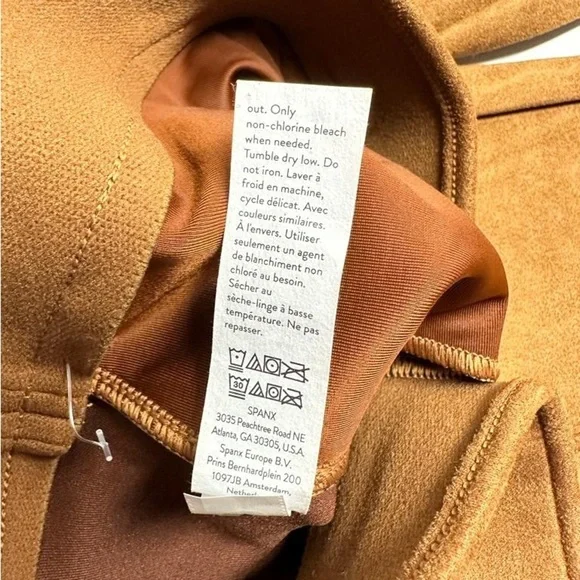 out. Only
non-chlorine bleach
when needed.
Tumble dry low. Do
not iron. Laver à
froid en machine,
cycle délicat. Avec
couleurs similaires.
À l'envers. Utiliser
seulement un agent
de blanchiment non
chloré au besoin.
Sécher au
sèche-linge à basse
température. Ne pas
repasser.
30
SPANX
3035 Peachtree Road NE
Atlanta, GA 30305, U.S.A.
Spanx Europe B.V.
Prins Bernhardplein 200
1097JB Amsterdam,